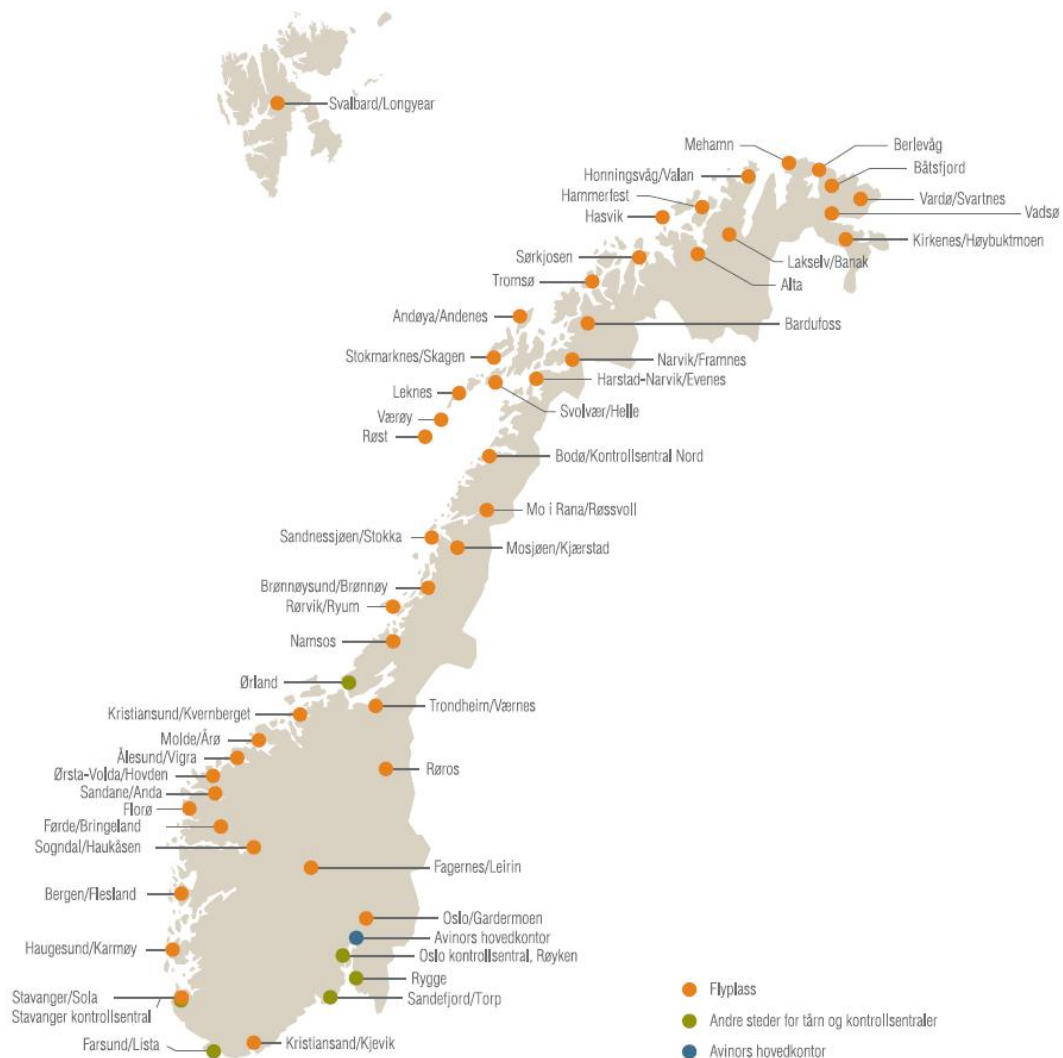 Svalbard/Longyear
Mehamn
Berlevåg
Honningsvåg/Valan
Båtsfjord
Hammerfest
Vardø/Svartnes
Hasvik
Vadsø
Kirkenes/Høybuktmoen
Sørkjosen
Lakselv/Banak
Tromsø
Alta
Andøya/Andenes
Bardufoss
Stokmarknes/Skagen
Narvik/Framnes
Harstad-Narvik/Evenes
Leknes
Svolvær/Helle
Værøy
Røst
Bodø/Kontrollsentral Nord
Mo i Rana/Røssvoll
Sandnessjøen/Stokka
Mosjøen/Kjærstad
Brønnøysund/Brønnøy
Rørvik/Ryum
Namsos
Ørland
Trondheim/Værnes
Kristiansund/Kvernberget
Molde/Årø
Ålesund/Vigra
Røros
Ørsta-Volda/Hovden
Sandane/Anda
Florø
Førde/Bringeland
Sogndal/Haukåsen
Fagernes/Leirin
Bergen/Flesland
Oslo/Gardermoen
Avinors hovedkontor
Haugesund/Karmøy
Oslo kontrollsentral, Røyken
Rygge
Stavanger/Sola
Sandefjord/Torp
Stavanger kontrollsentral
Farsund/Lista
Kristiansand/Kjevik
Flyplass
Andre steder for tårn og kontrollsentraler
Avinors hovedkontor